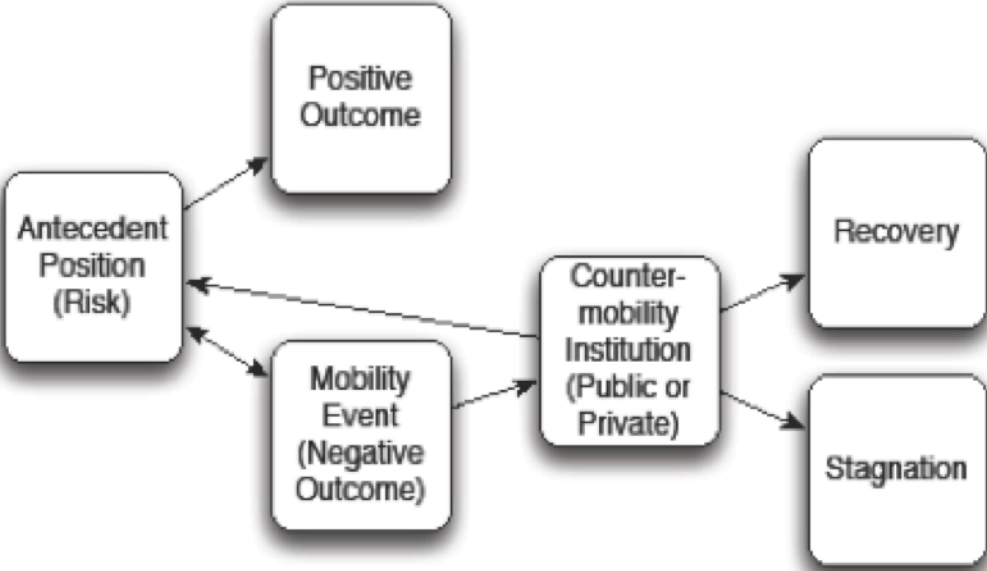 Positive
Outcome
Antecedent
Position
(Risk)
Mobility
Event
(Negative
Outcome)
Counter-
mobility
Institution
(Public or
Private)
Recovery
Stagnation